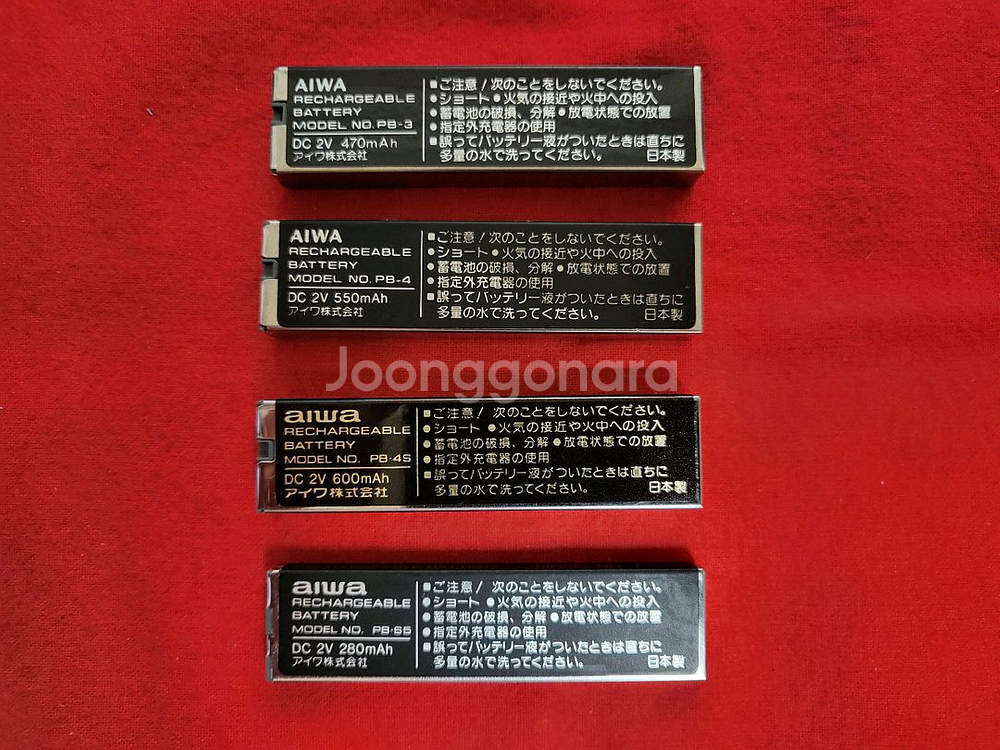 AIWA
RECHARGEABLE
BATTERY
MODEL NO. PB-3
DC 2V 470mAh
アイワ株式会社
■ご注意/次のことをしないでください。
●ショート●火気の接近や火中への投入
●蓄電池の破損、分解●放電状態での放置
●指定外充電器の使用
■誤ってバッテリー液がついたときは直ちに
多量の水で洗ってください。 日本製
AIWA
RECHARGEABLE
BATTERY
MODEL NO. PB-4
DC 2V 550mAh
アイワ株式会社
■ご注意/次のことをしないでください。
●ショート●火気の接近や火中への投入
●蓄電池の破損、分解●放電状態での放置
●指定外充電器の使用
■誤ってバッテリー液がついたときは直ちに
多量の水で洗ってください。 日本製
Joonggonara
aiwa
RECHARGEABLE
BATTERY
MODEL NO. PB-4S
DC 2V 600mAh
アイワ株式会社
■ご注意/次のことをしないでください。
●ショート ●火気の接近や火中への投入
●蓄電池の破損、分解●放電状態での放置
●指定外充電器の使用
■誤ってバッテリー液がついたときは直ちに
多量の水で洗ってください。 日本製
aiwa
RECHARGEABLE
BATTERY
MODEL NO. PB-S5
DC 2V 280mAh
アイワ株式会社
■ご注意/次のことをしないでください。
●ショート ●火気の接近や火中への投入
●蓄電池の破損、分解●放電状態での放置
●指定外充電器の使用
■誤ってバッテリー液がついたときは直ちに
多量の水で洗ってください。 日本製